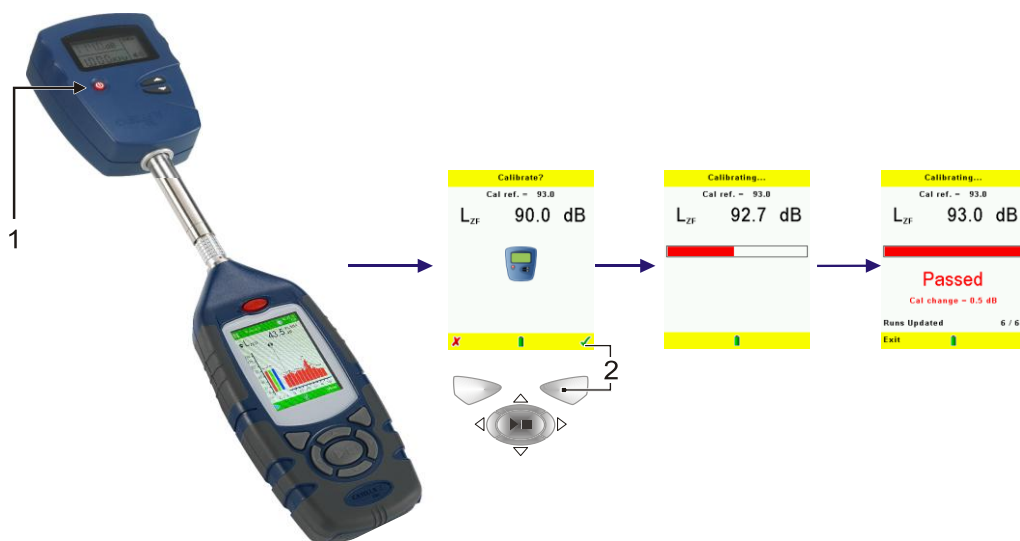 1
Calibrate?
Cal ref. = 93.0
LZF 90.0 dB
2
Calibrating...
Cal ref. = 93.0
LZF 92.7 dB
Calibrating...
Cal ref. = 93.0
LZF 93.0 dB
Passed
Cal change = 0.5 dB
Runs Updated 6 / 6
Exit
43.5